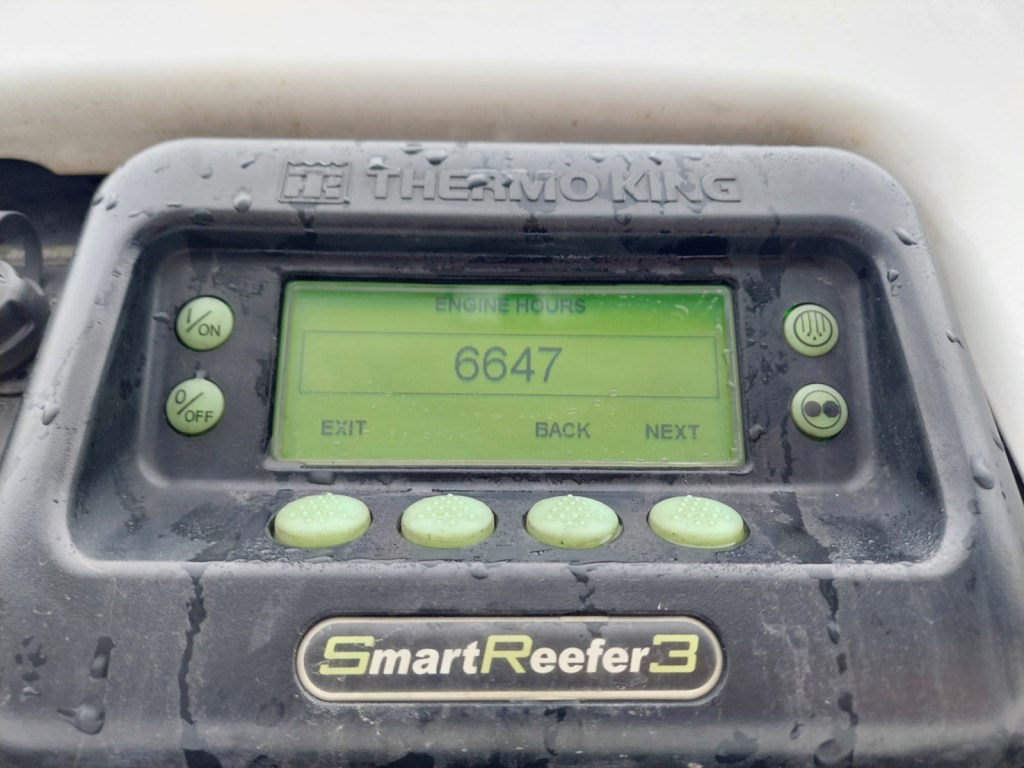 THERMO KING
I/ON
O/OFF
ENGINE HOURS
6647
EXIT BACK NEXT
SmartReefer3